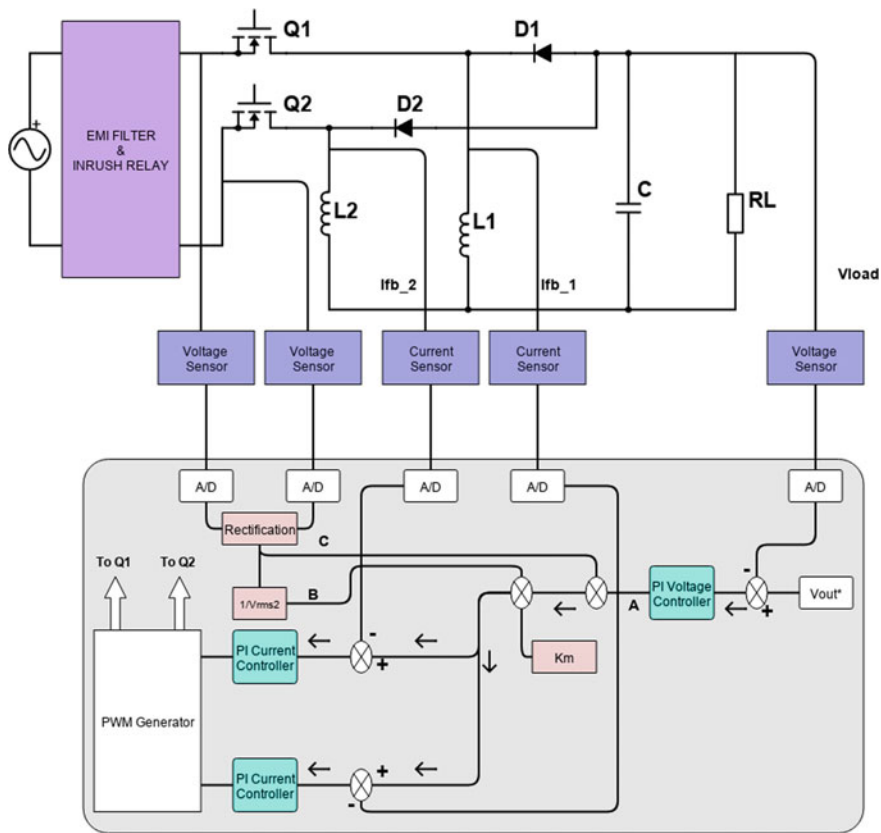 Q1
D1
+
EMI FILTER
&
INRUSH RELAY
Q2
D2
L2
L1
C
RL
Ifb_2
Ifb_1
Vload
Voltage
Sensor
Voltage
Sensor
Current
Sensor
Current
Sensor
Voltage
Sensor
A/D
A/D
A/D
A/D
A/D
Rectification
C
To Q1
To Q2
1/Vrms2
B
A
PI Voltage
Controller
-
+
Vout*
PI Current
Controller
-
+
Km
PWM Generator
PI Current
Controller
+
-